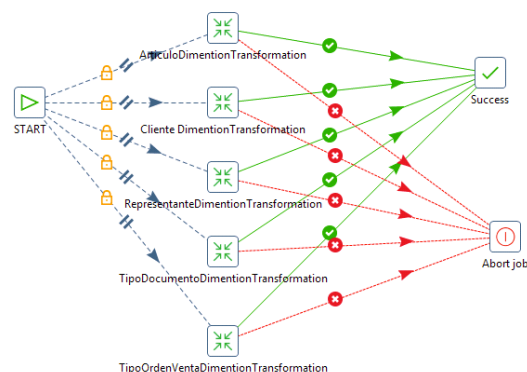 ArticuloDimentionTransformation
Success
START
Cliente DimentionTransformation
RepresentanteDimentionTransformation
Abort job
TipoDocumentoDimentionTransformation
TipoOrdenVentaDimentionTransformation